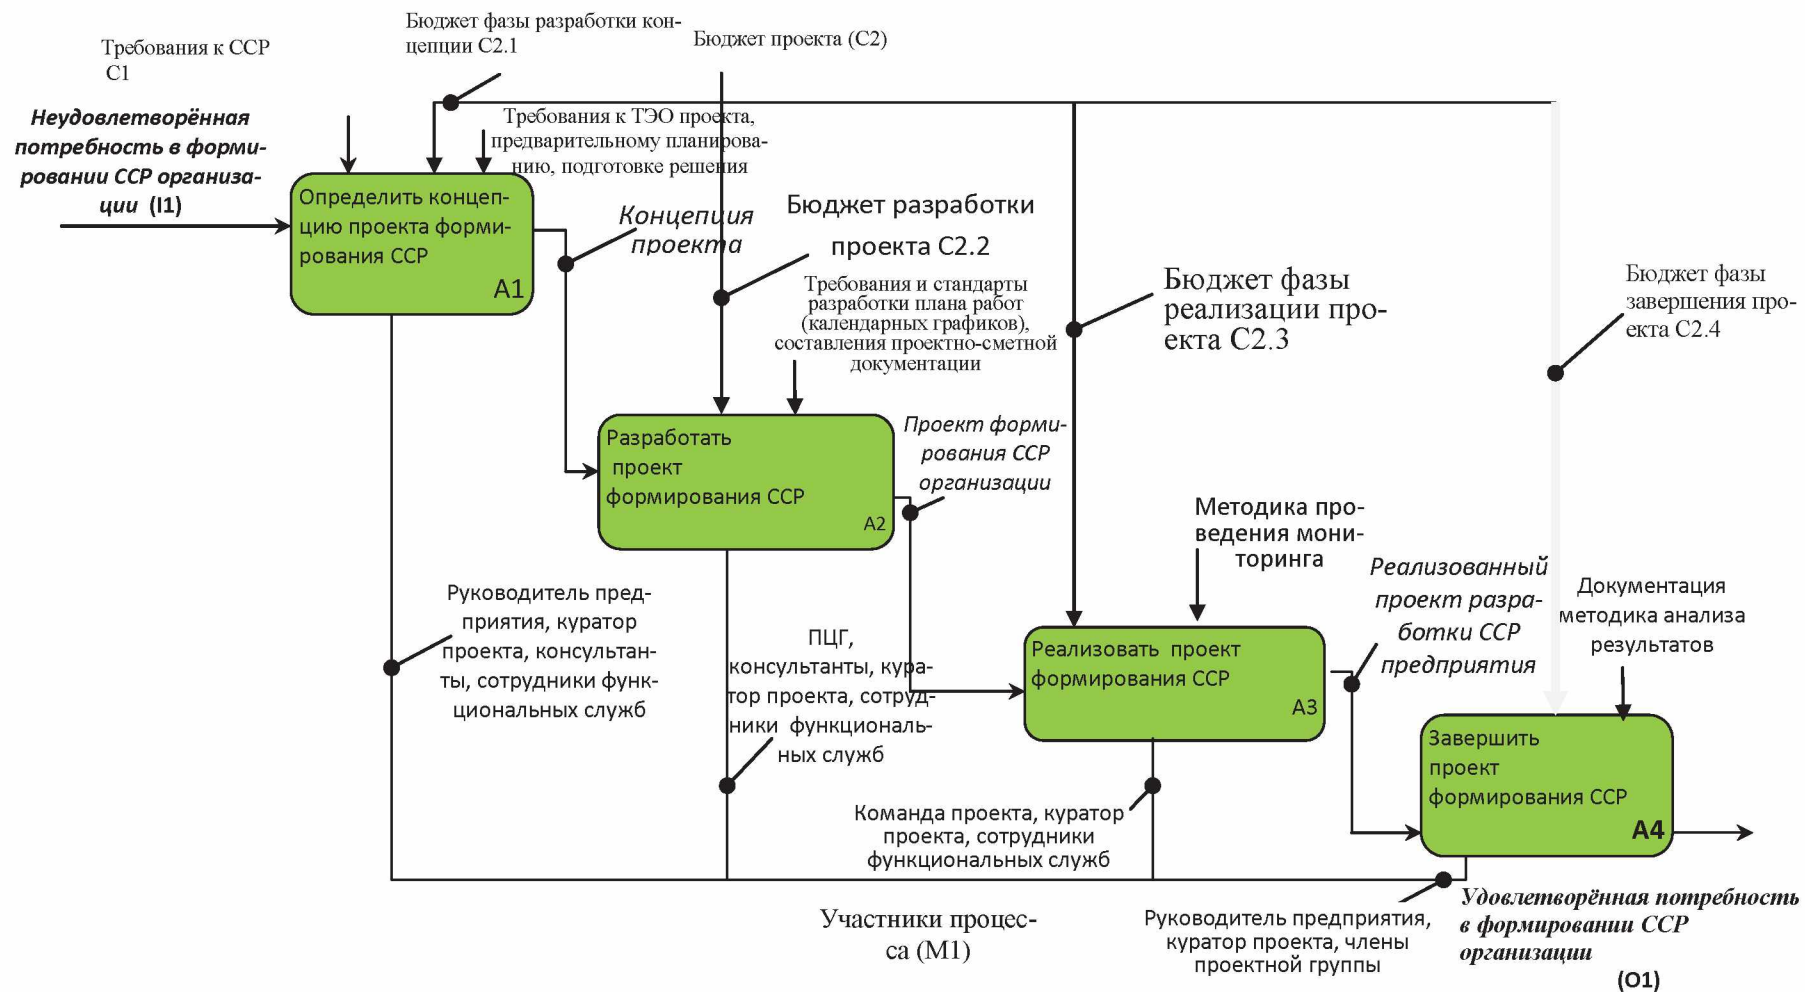 Требования к ССР
С1
Бюджет фазы разработки кон-
цепции С2.1
Бюджет проекта (С2)
Неудовлетворённая
потребность в форми-
ровании ССР организа-
ции (I1)
Требования к ТЭО проекта,
предварительному планирова-
нию, подготовке решения
Определить концеп-
цию проекта форми-
рования ССР
А1
Концепция
проекта
Бюджет разработки
проекта С2.2
Требования и стандарты
разработки плана работ
(календарных графиков),
составления проектно-сметной
документации
Бюджет фазы
реализации про-
екта С2.3
Бюджет фазы
завершения про-
екта С2.4
Разработать
проект
формирования ССР
А2
Проект форми-
рования ССР
организации
Методика про-
ведения мони-
торинга
Реализованный
проект разра-
ботки ССР
предприятия
Документация
методика анализа
результатов
Руководитель пред-
приятия, куратор
проекта, консультан-
ты, сотрудники функ-
циональных служб
ПЦГ,
консультанты, кура-
тор проекта, сотруд-
ники функциональ-
ных служб
Реализовать проект
формирования ССР
А3
Завершить
проект
формирования ССР
А4
Команда проекта, куратор
проекта, сотрудники
функциональных служб
Участники процес-
са (М1)
Руководитель предприятия,
куратор проекта, члены
проектной группы
Удовлетворённая потребность
в формировании ССР
организации
(О1)